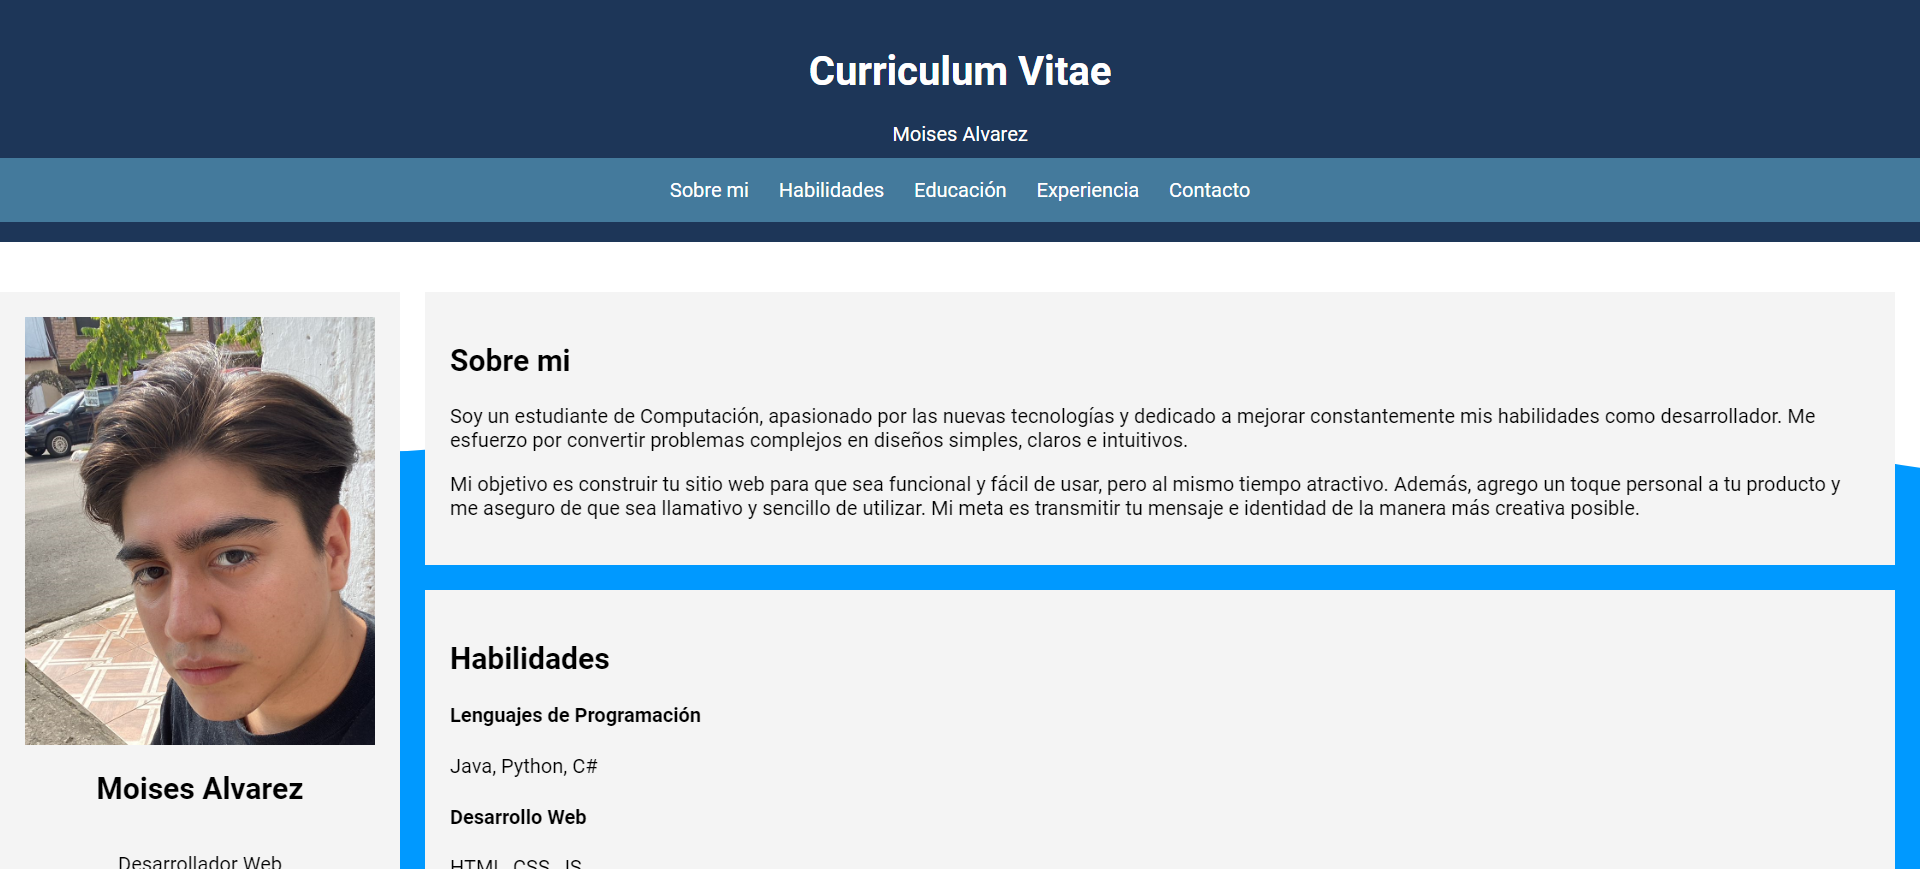 Curriculum Vitae
Moises Alvarez
Sobre mi Habilidades Educación Experiencia Contacto
Moises Alvarez
Desarrollador Web
Sobre mi
Soy un estudiante de Computación, apasionado por las nuevas tecnologías y dedicado a mejorar constantemente mis habilidades como desarrollador. Me
esfuerzo por convertir problemas complejos en diseños simples, claros e intuitivos.
Mi objetivo es construir tu sitio web para que sea funcional y fácil de usar, pero al mismo tiempo atractivo. Además, agrego un toque personal a tu producto y
me aseguro de que sea llamativo y sencillo de utilizar. Mi meta es transmitir tu mensaje e identidad de la manera más creativa posible.
Habilidades
Lenguajes de Programación
Java, Python, C#
Desarrollo Web
HTML, CSS, JS